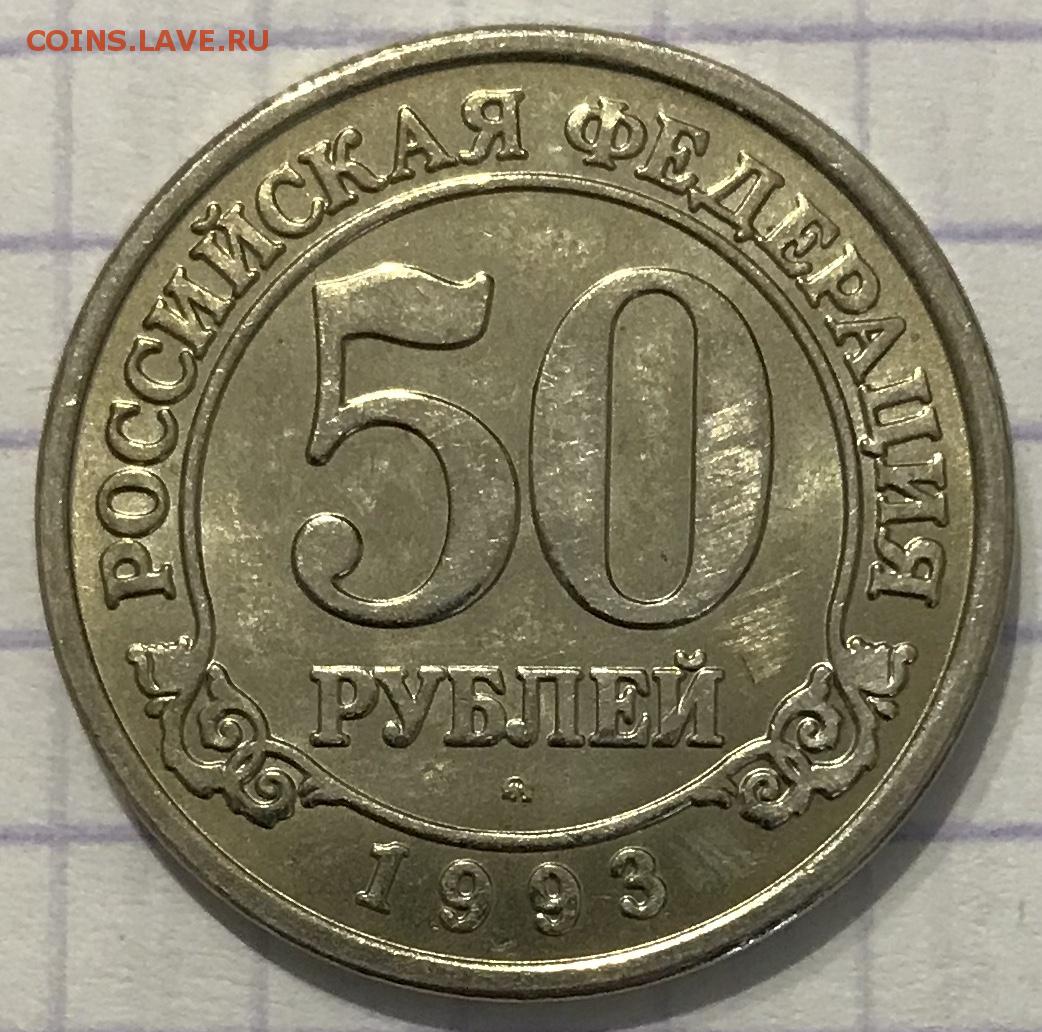 COINS.LAVE.RU
РОССИЙСКАЯ ФЕДЕРАЦИЯ
50
РУБЛЕЙ
1993